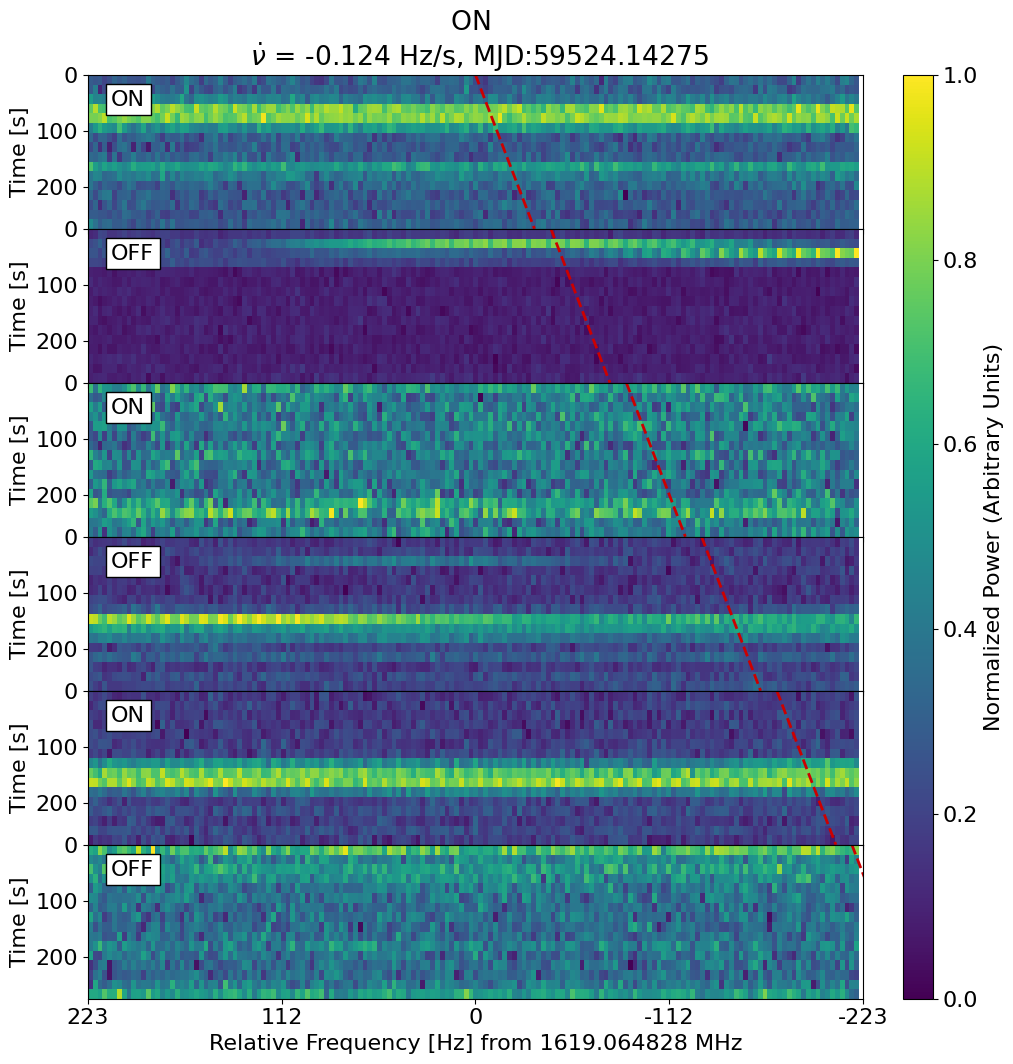 ON
ν̇ = -0.124 Hz/s, MJD:59524.14275
0
ON
100
Time [s]
200
0
OFF
100
Time [s]
200
0
ON
100
Time [s]
200
0
OFF
100
Time [s]
200
0
ON
100
Time [s]
200
0
OFF
100
Time [s]
200
223 112 0 -112 -223
Relative Frequency [Hz] from 1619.064828 MHz
1.0
0.8
0.6
0.4
0.2
0.0
Normalized Power (Arbitrary Units)